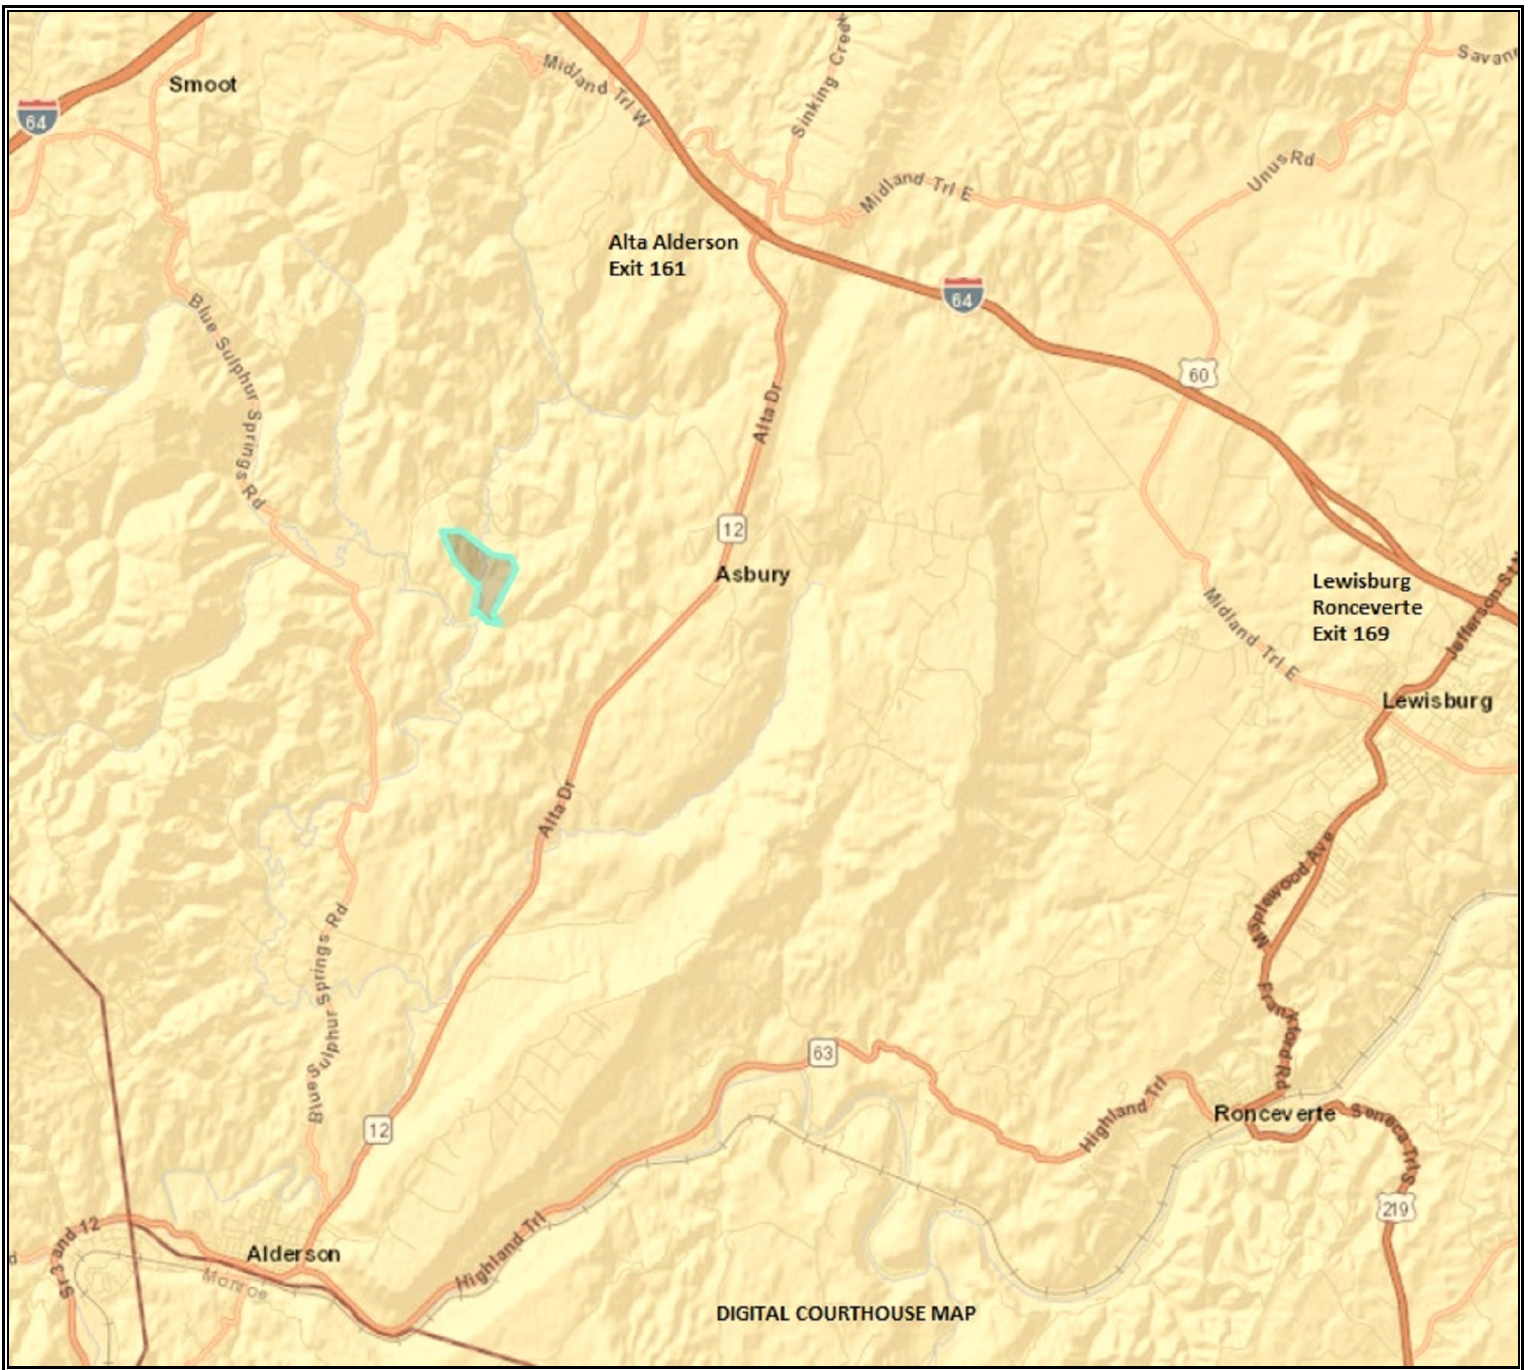 Smoot
64
Midland Trl W
Sinking Creek
Savann
Unus Rd
Midland Trl E
Alta Alderson
Exit 161
64
Blue Sulphur Springs Rd
60
Alta Dr
12
Asbury
Lewisburg
Ronceverte
Exit 169
Jefferson St N
Midland Trl E
Lewisburg
Alta Dr
Maplewood Ave
Blue Sulphur Springs Rd
Frankford Rd
63
Highland Trl
Ronceverte
Seneca Trl S
12
219
Sr 3 and 12
Alderson
Highland Trl
d
Monroe
DIGITAL COURTHOUSE MAP